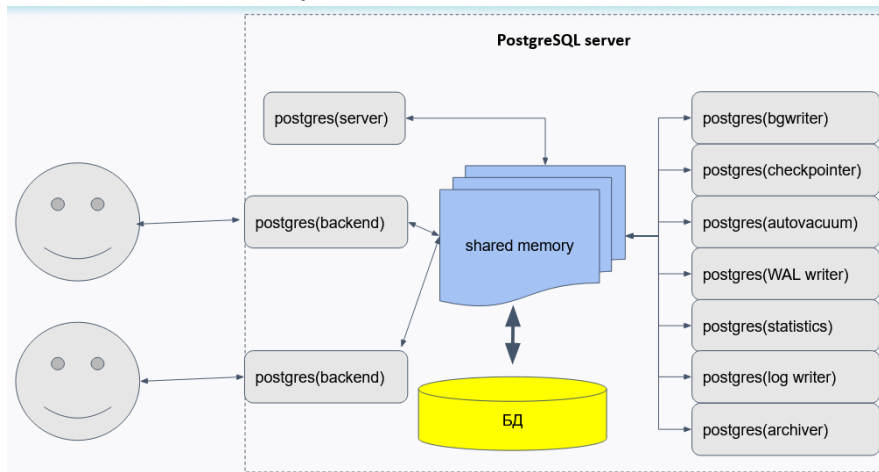 PostgreSQL server
postgres(server)
postgres(backend)
postgres(backend)
shared memory
БД
postgres(bgwriter)
postgres(checkpointer)
postgres(autovacuum)
postgres(WAL writer)
postgres(statistics)
postgres(log writer)
postgres(archiver)